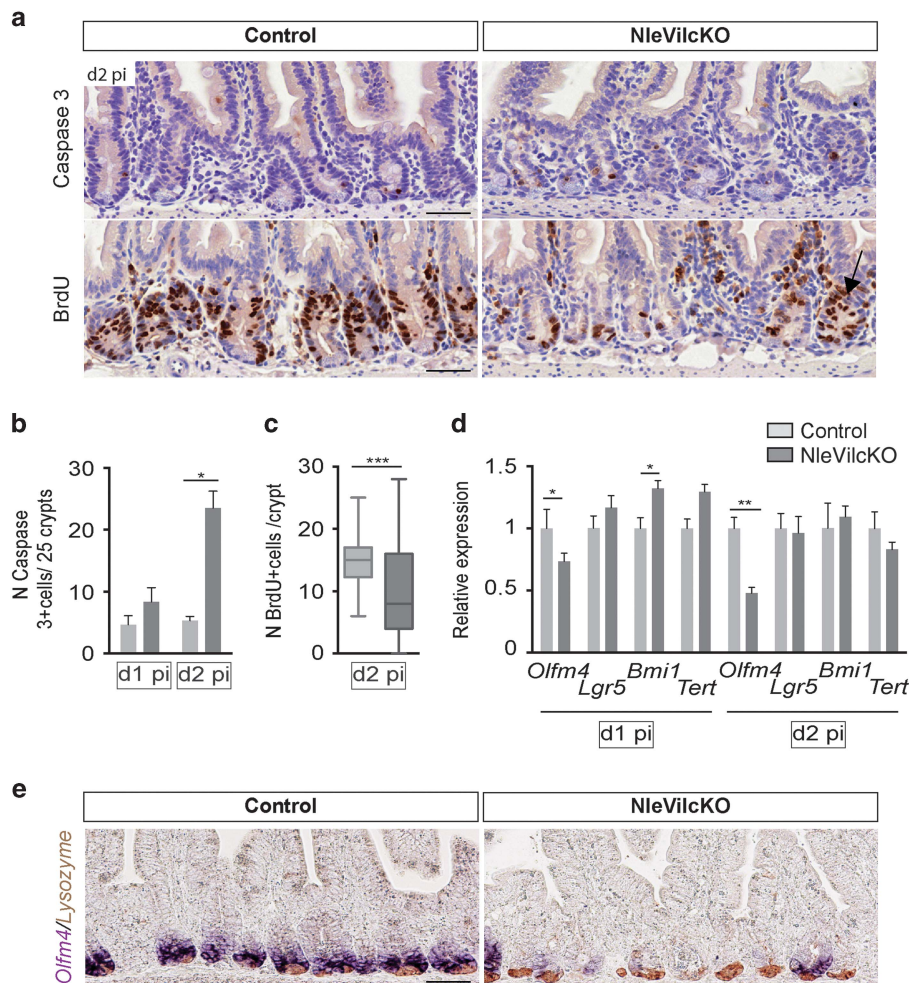 a
Control
NleVilcKO
d2 pi
Caspase 3
BrdU
b
N Caspase
3+cells/ 25 crypts
30
20
10
0
*
d1 pi
d2 pi
c
N BrdU+cells /crypt
30
20
10
0
***
d2 pi
d
Control
NleVilcKO
Relative expression
1.5
1
0.5
0
*
*
**
Olfm4
Lgr5
Bmi1
Tert
Olfm4
Lgr5
Bmi1
Tert
d1 pi
d2 pi
e
Control
NleVilcKO
Olfm4/Lysozyme